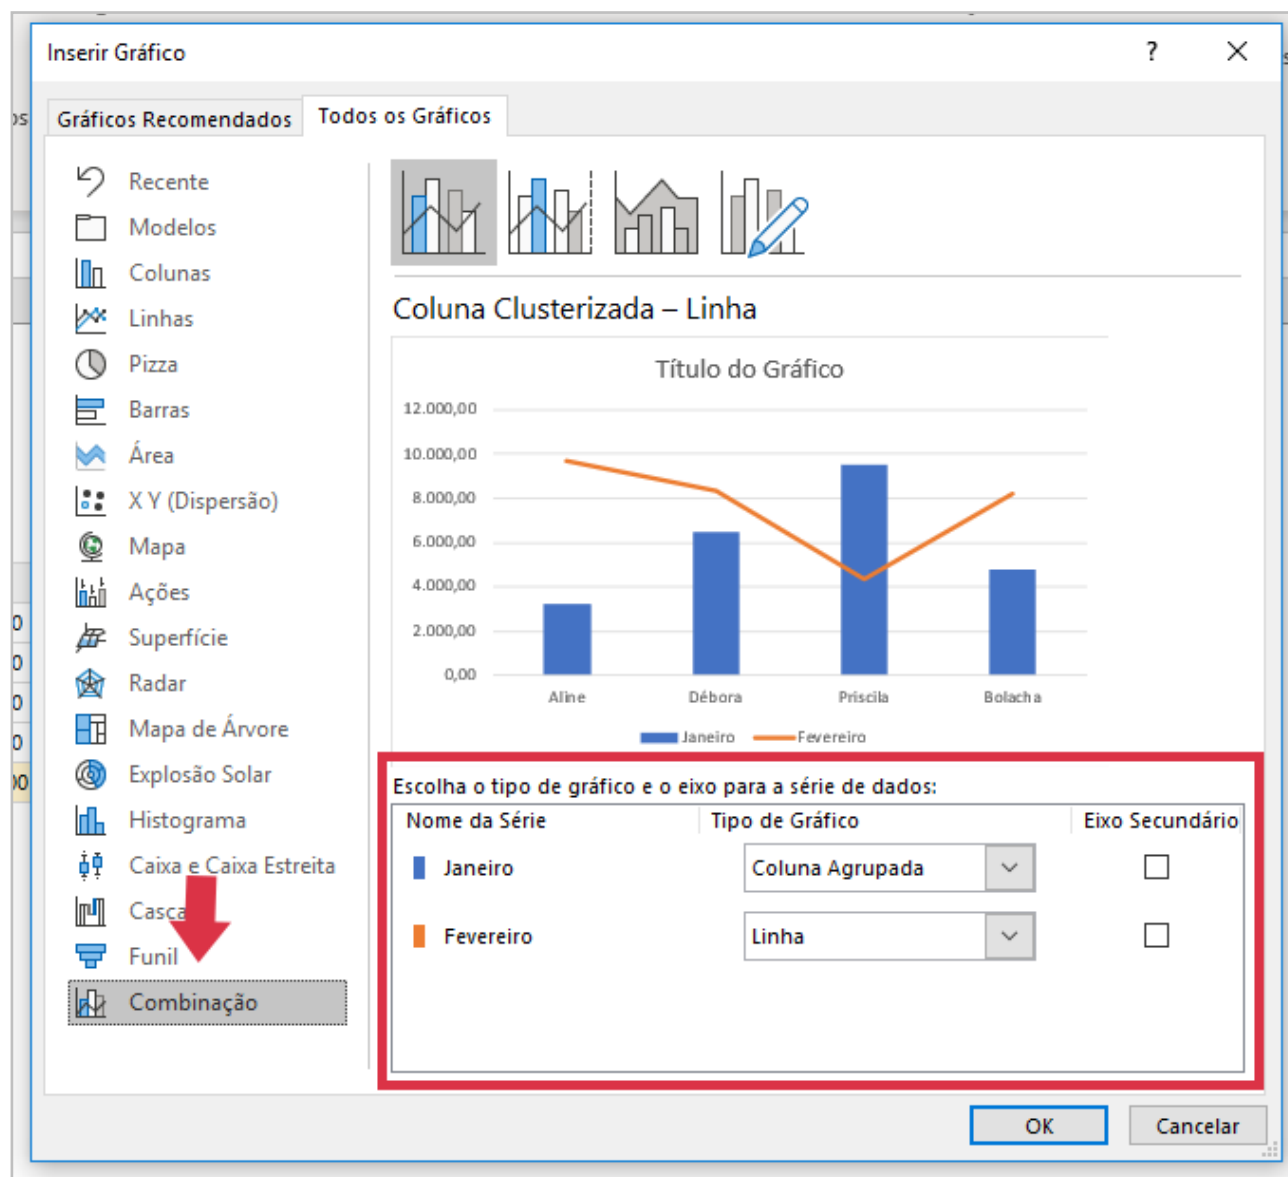 Inserir Gráfico
?
Gráficos Recomendados
Todos os Gráficos
Recente
Modelos
Colunas
Linhas
Pizza
Barras
Área
X Y (Dispersão)
Mapa
Ações
Superfície
Radar
Mapa de Árvore
Explosão Solar
Histograma
Caixa e Caixa Estreita
Funil
Combinação
Coluna Clusterizada – Linha
Título do Gráfico
12.000,00
10.000,00
8.000,00
6.000,00
4.000,00
2.000,00
0,00
Aline Débora Priscila Bolacha
Janeiro Fevereiro
Escolha o tipo de gráfico e o eixo para a série de dados:
Nome da Série Tipo de Gráfico Eixo Secundário
Janeiro Coluna Agrupada
Fevereiro Linha
OK Cancelar